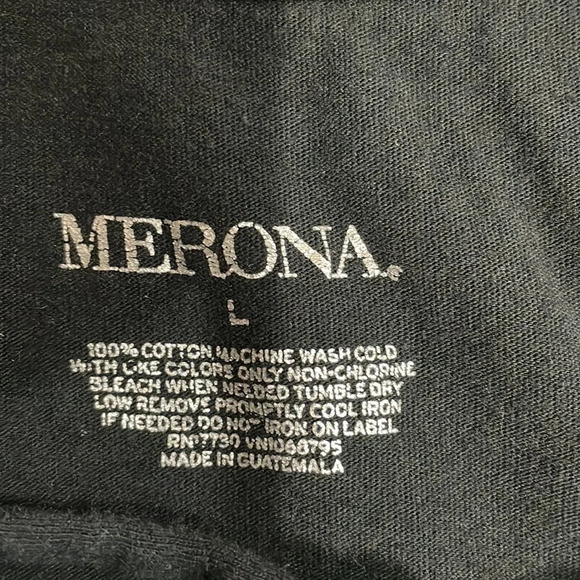 MERONA®
L
100% COTTON MACHINE WASH COLD
WITH LIKE COLORS ONLY NON-CHLORINE
BLEACH WHEN NEEDED TUMBLE DRY
LOW REMOVE PROMPTLY COOL IRON
IF NEEDED DO NOT IRON ON LABEL
RN17730 VN1068795
MADE IN GUATEMALA